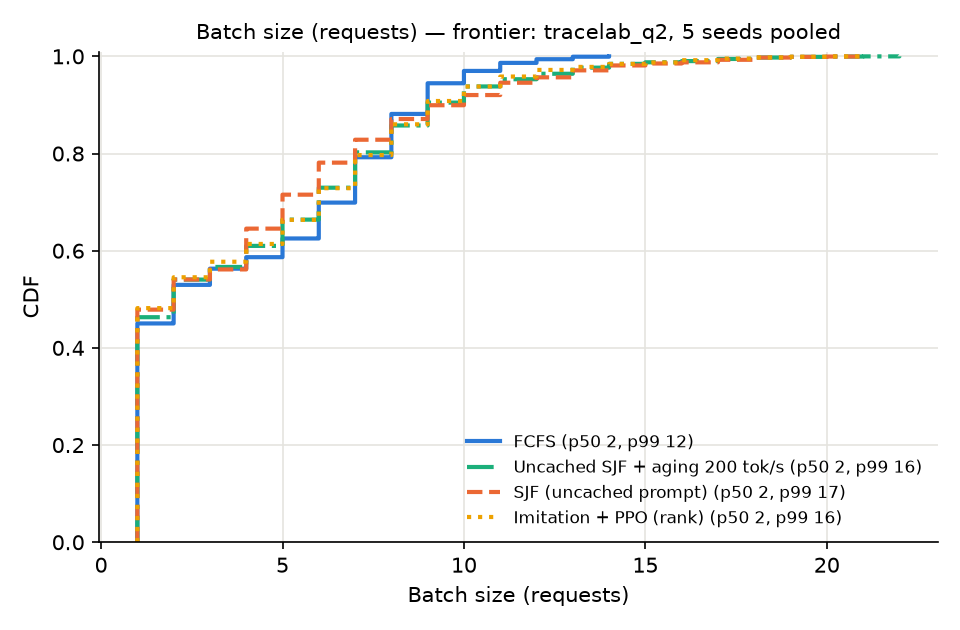 Batch size (requests) — frontier: tracelab_q2, 5 seeds pooled
1.0
0.8
0.6
0.4
0.2
0.0
CDF
FCFS (p50 2, p99 12)
Uncached SJF + aging 200 tok/s (p50 2, p99 16)
SJF (uncached prompt) (p50 2, p99 17)
Imitation + PPO (rank) (p50 2, p99 16)
0 5 10 15 20
Batch size (requests)